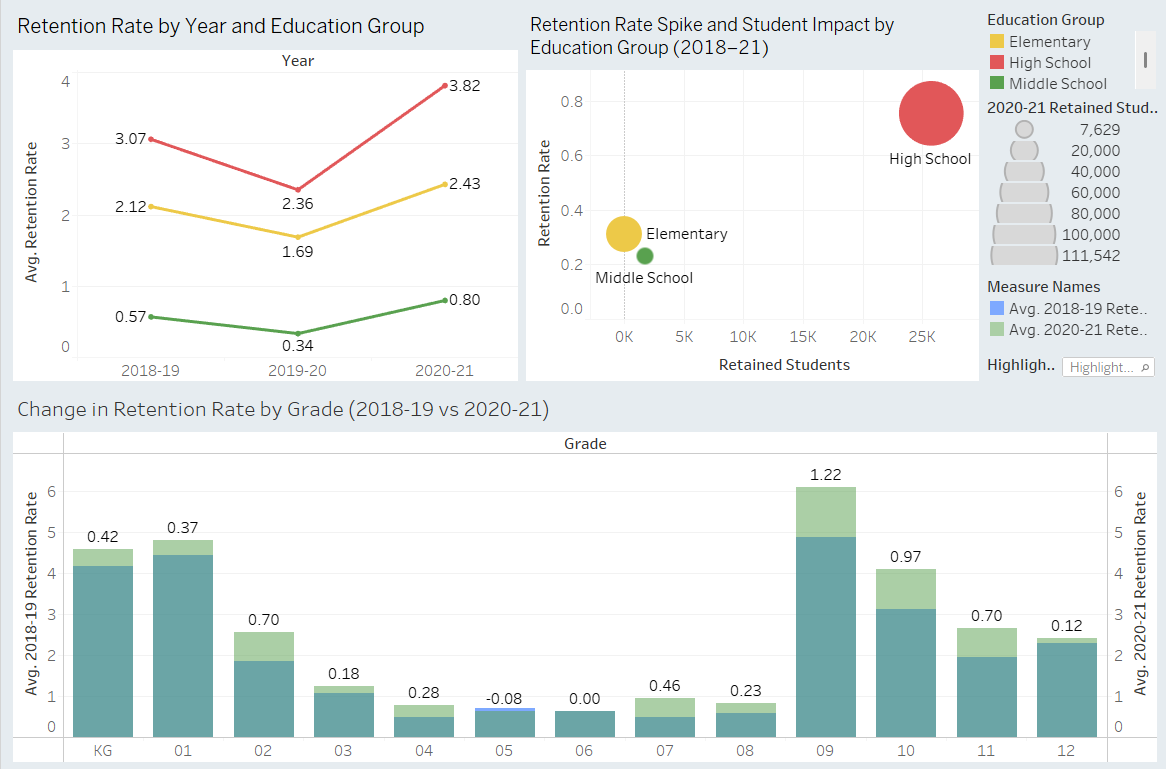 Retention Rate by Year and Education Group
Year
Avg. Retention Rate
4
3
2
1
0
3.07
2.36
3.82
2.12
1.69
2.43
0.57
0.34
0.80
2018-19
2019-20
2020-21
Retention Rate Spike and Student Impact by
Education Group (2018–21)
Retention Rate
0.8
0.6
0.4
0.2
0.0
High School
Elementary
Middle School
0K
5K
10K
15K
20K
25K
Retained Students
Education Group
Elementary
High School
Middle School
2020-21 Retained Stud..
7,629
20,000
40,000
60,000
80,000
100,000
111,542
Measure Names
Avg. 2018-19 Rete..
Avg. 2020-21 Rete..
Highligh..
Highlight...
Change in Retention Rate by Grade (2018-19 vs 2020-21)
Grade
Avg. 2018-19 Retention Rate
6
5
4
3
2
1
0
0.42
0.37
0.70
0.18
0.28
-0.08
0.00
0.46
0.23
1.22
0.97
0.70
0.12
KG
01
02
03
04
05
06
07
08
09
10
11
12
6
5
4
3
2
1
0
Avg. 2020-21 Retention Rate